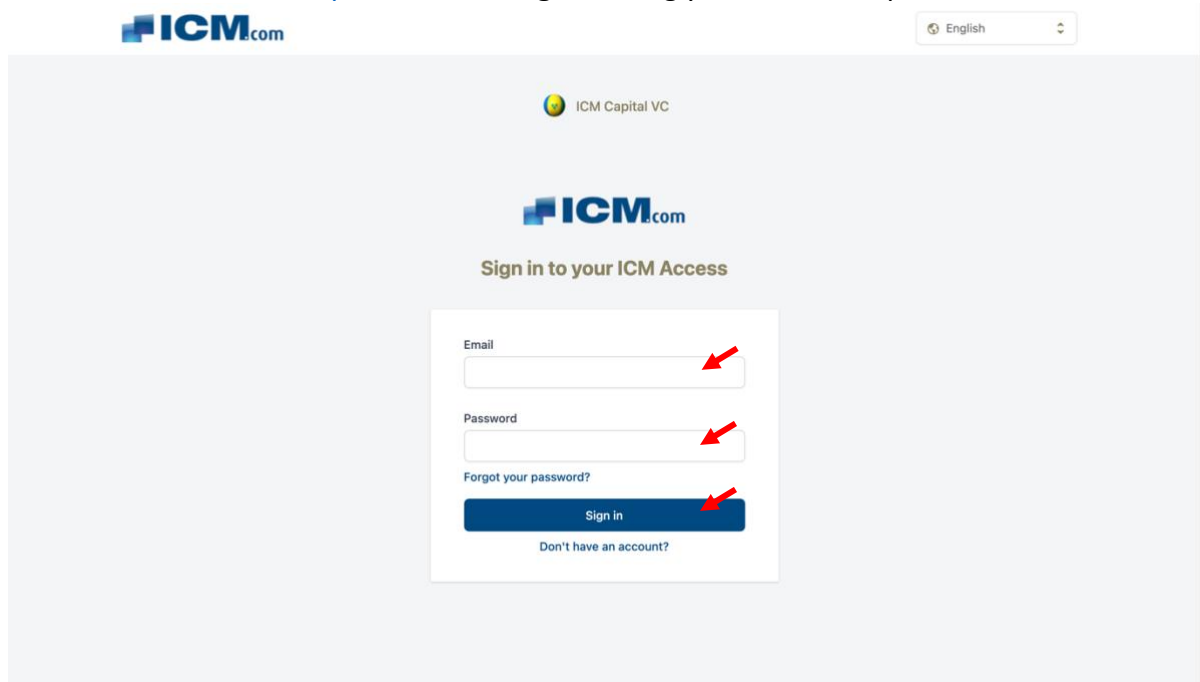 ICM.com
English
ICM Capital VC
ICM.com
Sign in to your ICM Access
Email
Password
Forgot your password?
Sign in
Don't have an account?